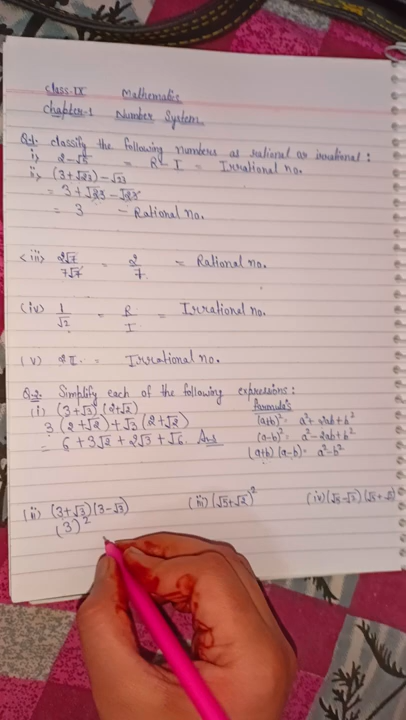 Class-IX Mathematics
Chapter-1 Number System
Q.1. Classify the following numbers as rational or irrational :
i) 2-√5 = R-I = Irrational no.
ii) (3+√23)-√23
= 3+√23-√23
= 3 - Rational no.
(iii) 2√7/7√7 = 2/7 = Rational no.
(iv) 1/√2 = R/I = Irrational no.
(v) 2π = Irrational no.
Q.2. Simplify each of the following expressions :
(i) (3+√3)(2+√2) Formula's
3(2+√2)+√3(2+√2) (a+b)² = a²+2ab+b²
= 6+3√2+2√3+√6 Ans (a-b)² = a²-2ab+b²
(a+b)(a-b) = a²-b²
(ii) (3+√3)(3-√3) (iii) (√5+√2)² (iv) (√5-√2)(√5+√2)
(3)²